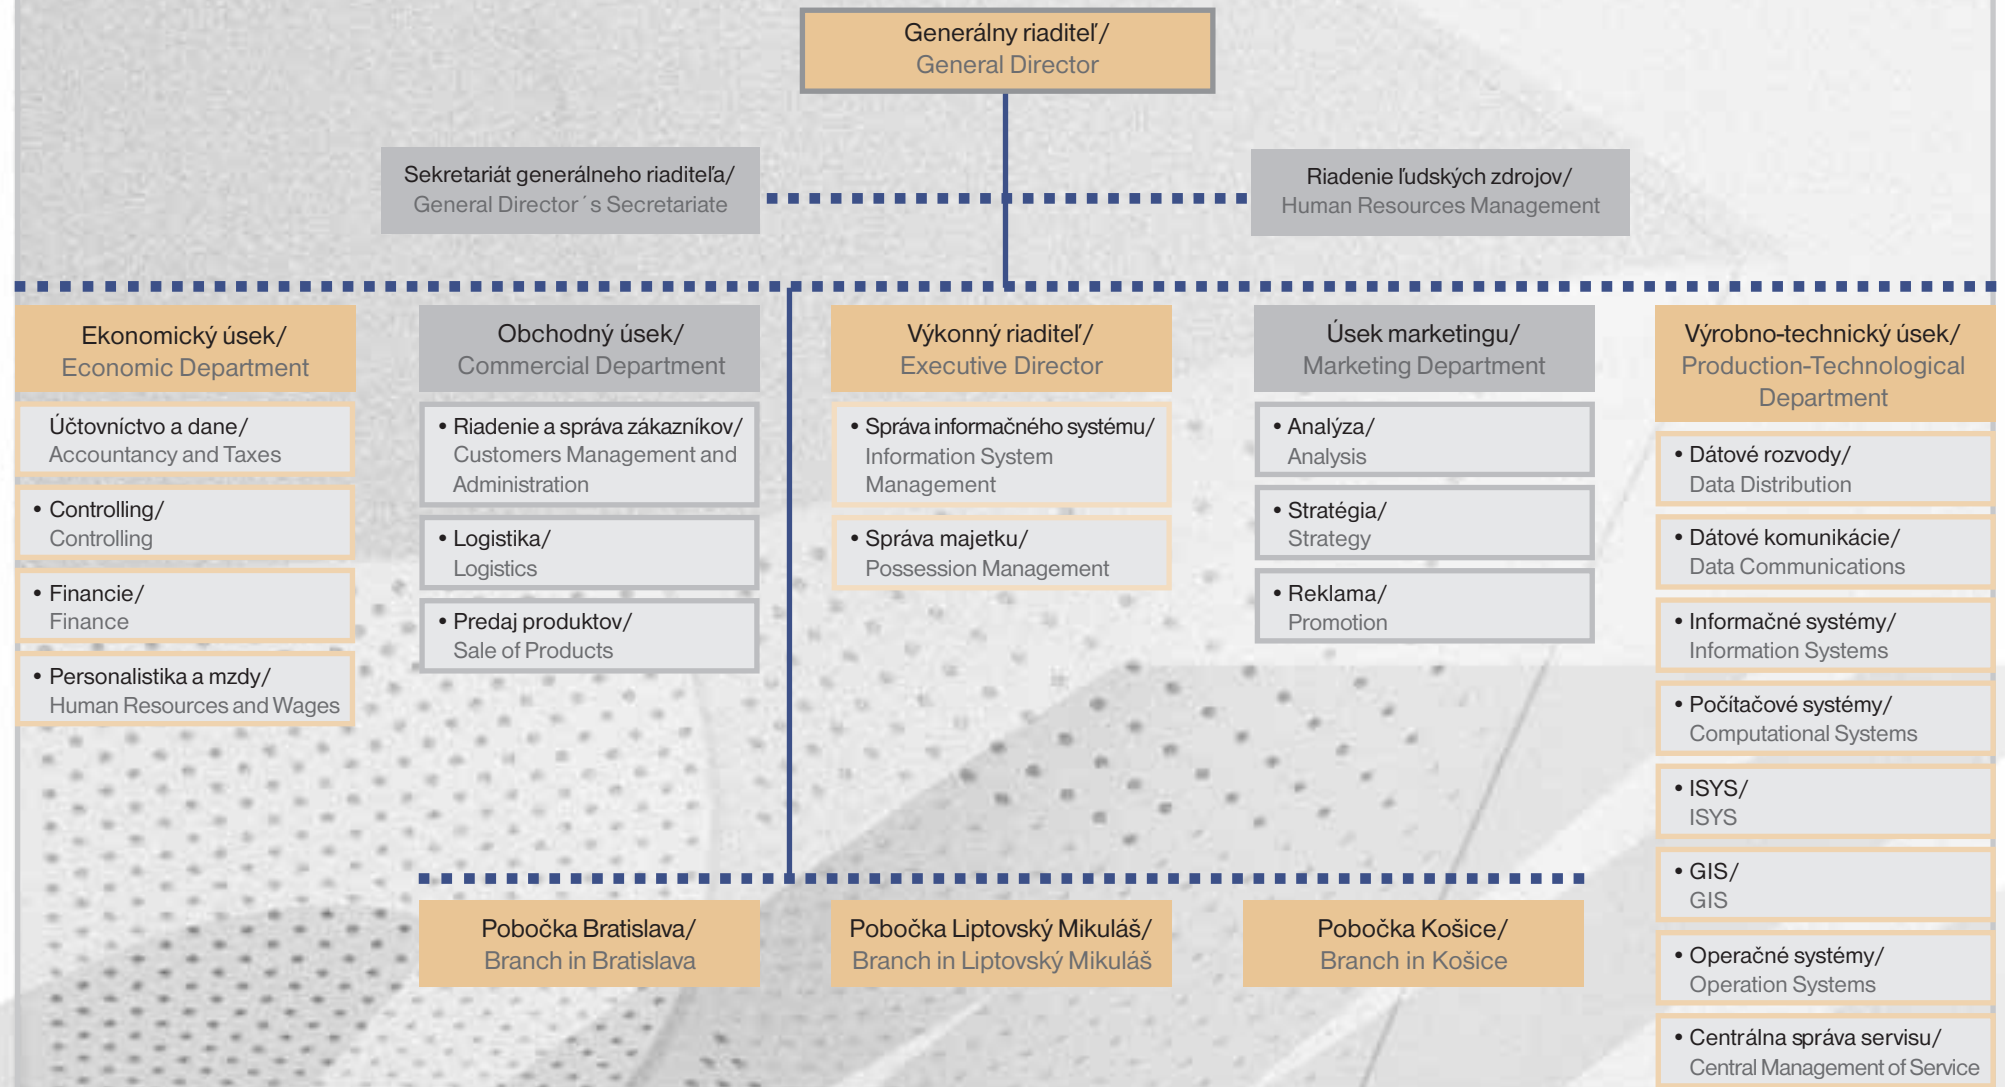 Generálny riaditeľ/
General Director
Sekretariát generálneho riaditeľa/
General Director´s Secretariate
Riadenie ľudských zdrojov/
Human Resources Management
Ekonomický úsek/
Economic Department
Účtovníctvo a dane/
Accountancy and Taxes
• Controlling/
Controlling
• Financie/
Finance
• Personalistika a mzdy/
Human Resources and Wages
Obchodný úsek/
Commercial Department
• Riadenie a správa zákazníkov/
Customers Management and
Administration
• Logistika/
Logistics
• Predaj produktov/
Sale of Products
Výkonný riaditeľ/
Executive Director
• Správa informačného systému/
Information System
Management
• Správa majetku/
Possession Management
Úsek marketingu/
Marketing Department
• Analýza/
Analysis
• Stratégia/
Strategy
• Reklama/
Promotion
Výrobno-technický úsek/
Production-Technological
Department
• Dátové rozvody/
Data Distribution
• Dátové komunikácie/
Data Communications
• Informačné systémy/
Information Systems
• Počítačové systémy/
Computational Systems
• ISYS/
ISYS
• GIS/
GIS
• Operačné systémy/
Operation Systems
• Centrálna správa servisu/
Central Management of Service
Pobočka Bratislava/
Branch in Bratislava
Pobočka Liptovský Mikuláš/
Branch in Liptovský Mikuláš
Pobočka Košice/
Branch in Košice